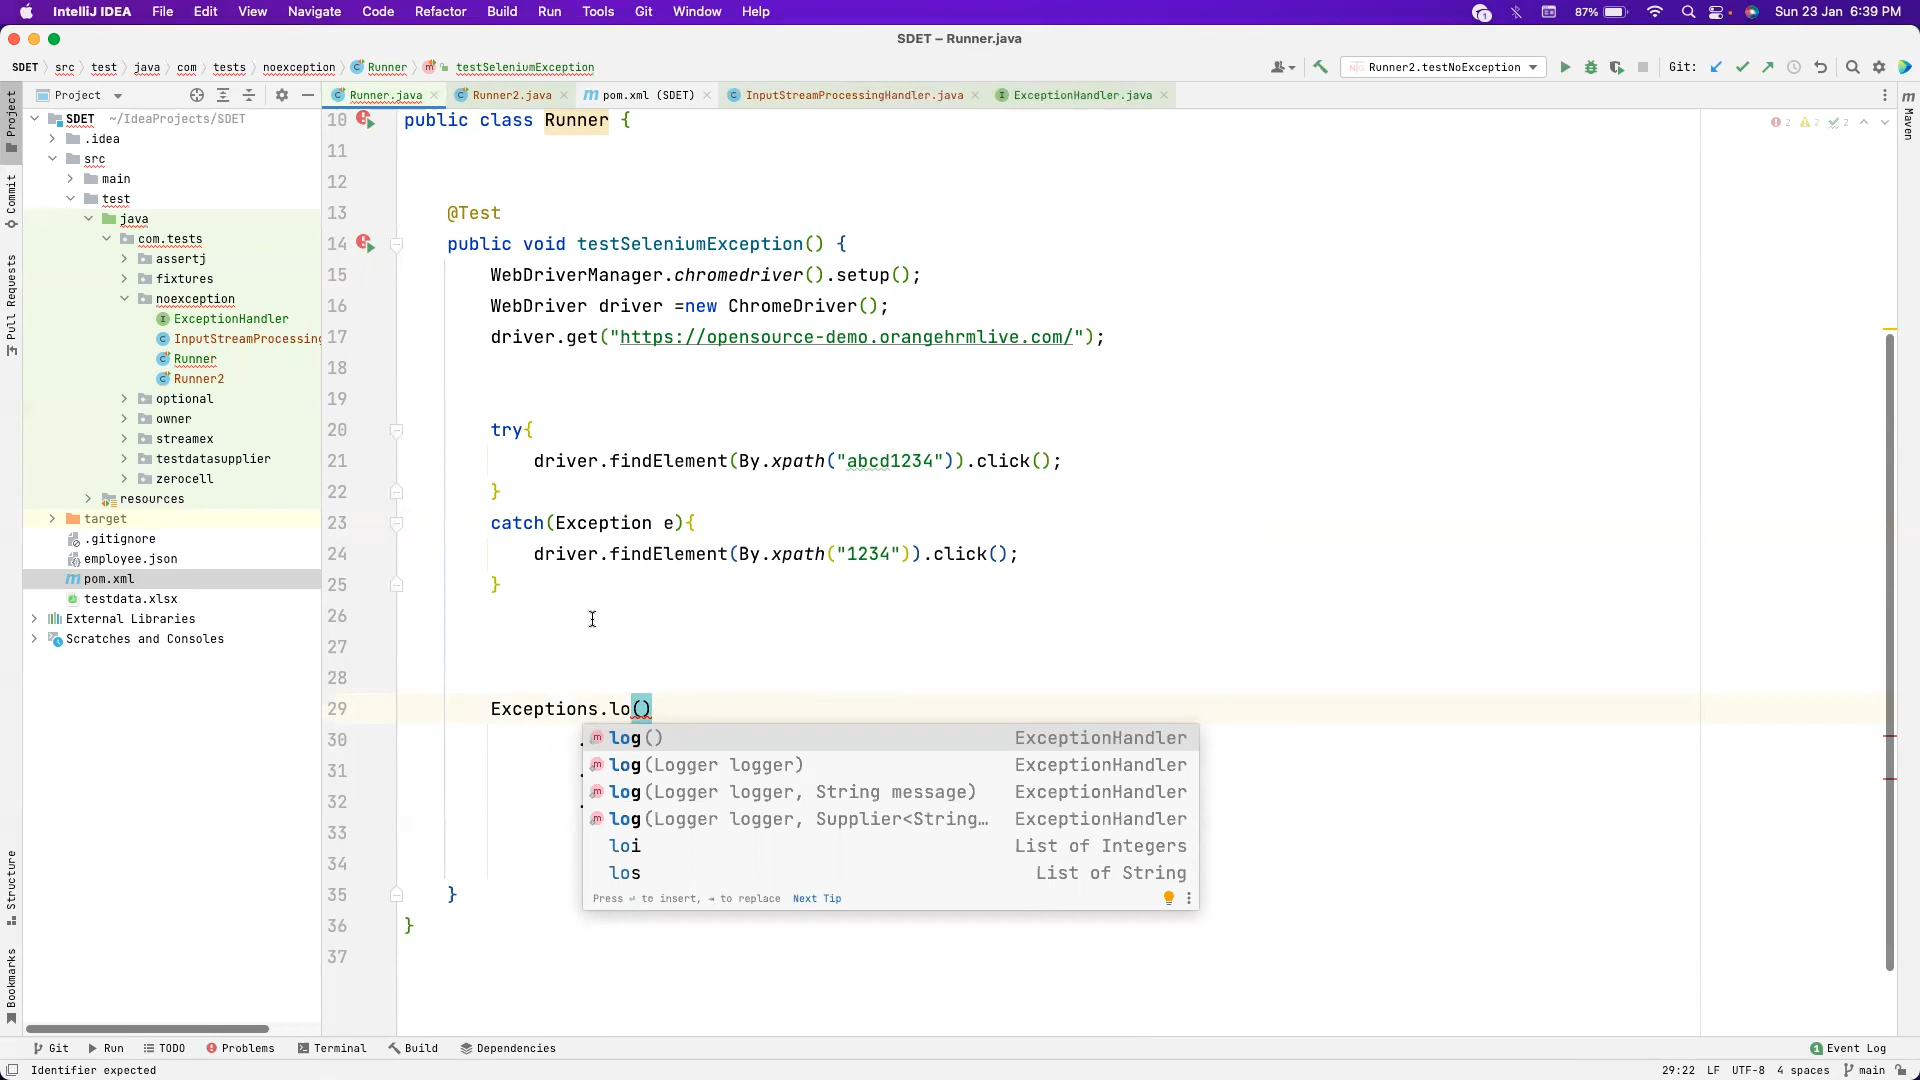 IntelliJ IDEA File Edit View Navigate Code Refactor Build Run Tools Git Window Help 1 87% Sun 23 Jan 6:39 PM
SDET – Runner.java
SDET src test java com tests noexception Runner testSeleniumException Runner2.testNoException Git:
Project Runner.java Runner2.java pom.xml (SDET) InputStreamProcessingHandler.java ExceptionHandler.java
Project
Commit
Pull Requests
Structure
Bookmarks
Maven
SDET ~/IdeaProjects/SDET
.idea
src
main
test
java
com.tests
assertj
fixtures
noexception
ExceptionHandler
InputStreamProcessing
Runner
Runner2
optional
owner
streamex
testdatasupplier
zerocell
resources
target
.gitignore
employee.json
pom.xml
testdata.xlsx
External Libraries
Scratches and Consoles
2 2 2
10 public class Runner {
11
12
13 @Test
14 public void testSeleniumException() {
15 WebDriverManager.chromedriver().setup();
16 WebDriver driver =new ChromeDriver();
17 driver.get("https://opensource-demo.orangehrmlive.com/");
18
19
20 try{
21 driver.findElement(By.xpath("abcd1234")).click();
22 }
23 catch(Exception e){
24 driver.findElement(By.xpath("1234")).click();
25 }
26
27
28
29 Exceptions.lo()
30 .
31 .
32 .
33
34
35 }
36 }
37
log() ExceptionHandler
log(Logger logger) ExceptionHandler
log(Logger logger, String message) ExceptionHandler
log(Logger logger, Supplier<String… ExceptionHandler
loi List of Integers
los List of String
Press ⏎ to insert, ⇥ to replace Next Tip
Git Run TODO Problems Terminal Build Dependencies 1 Event Log
Identifier expected 29:22 LF UTF-8 4 spaces main